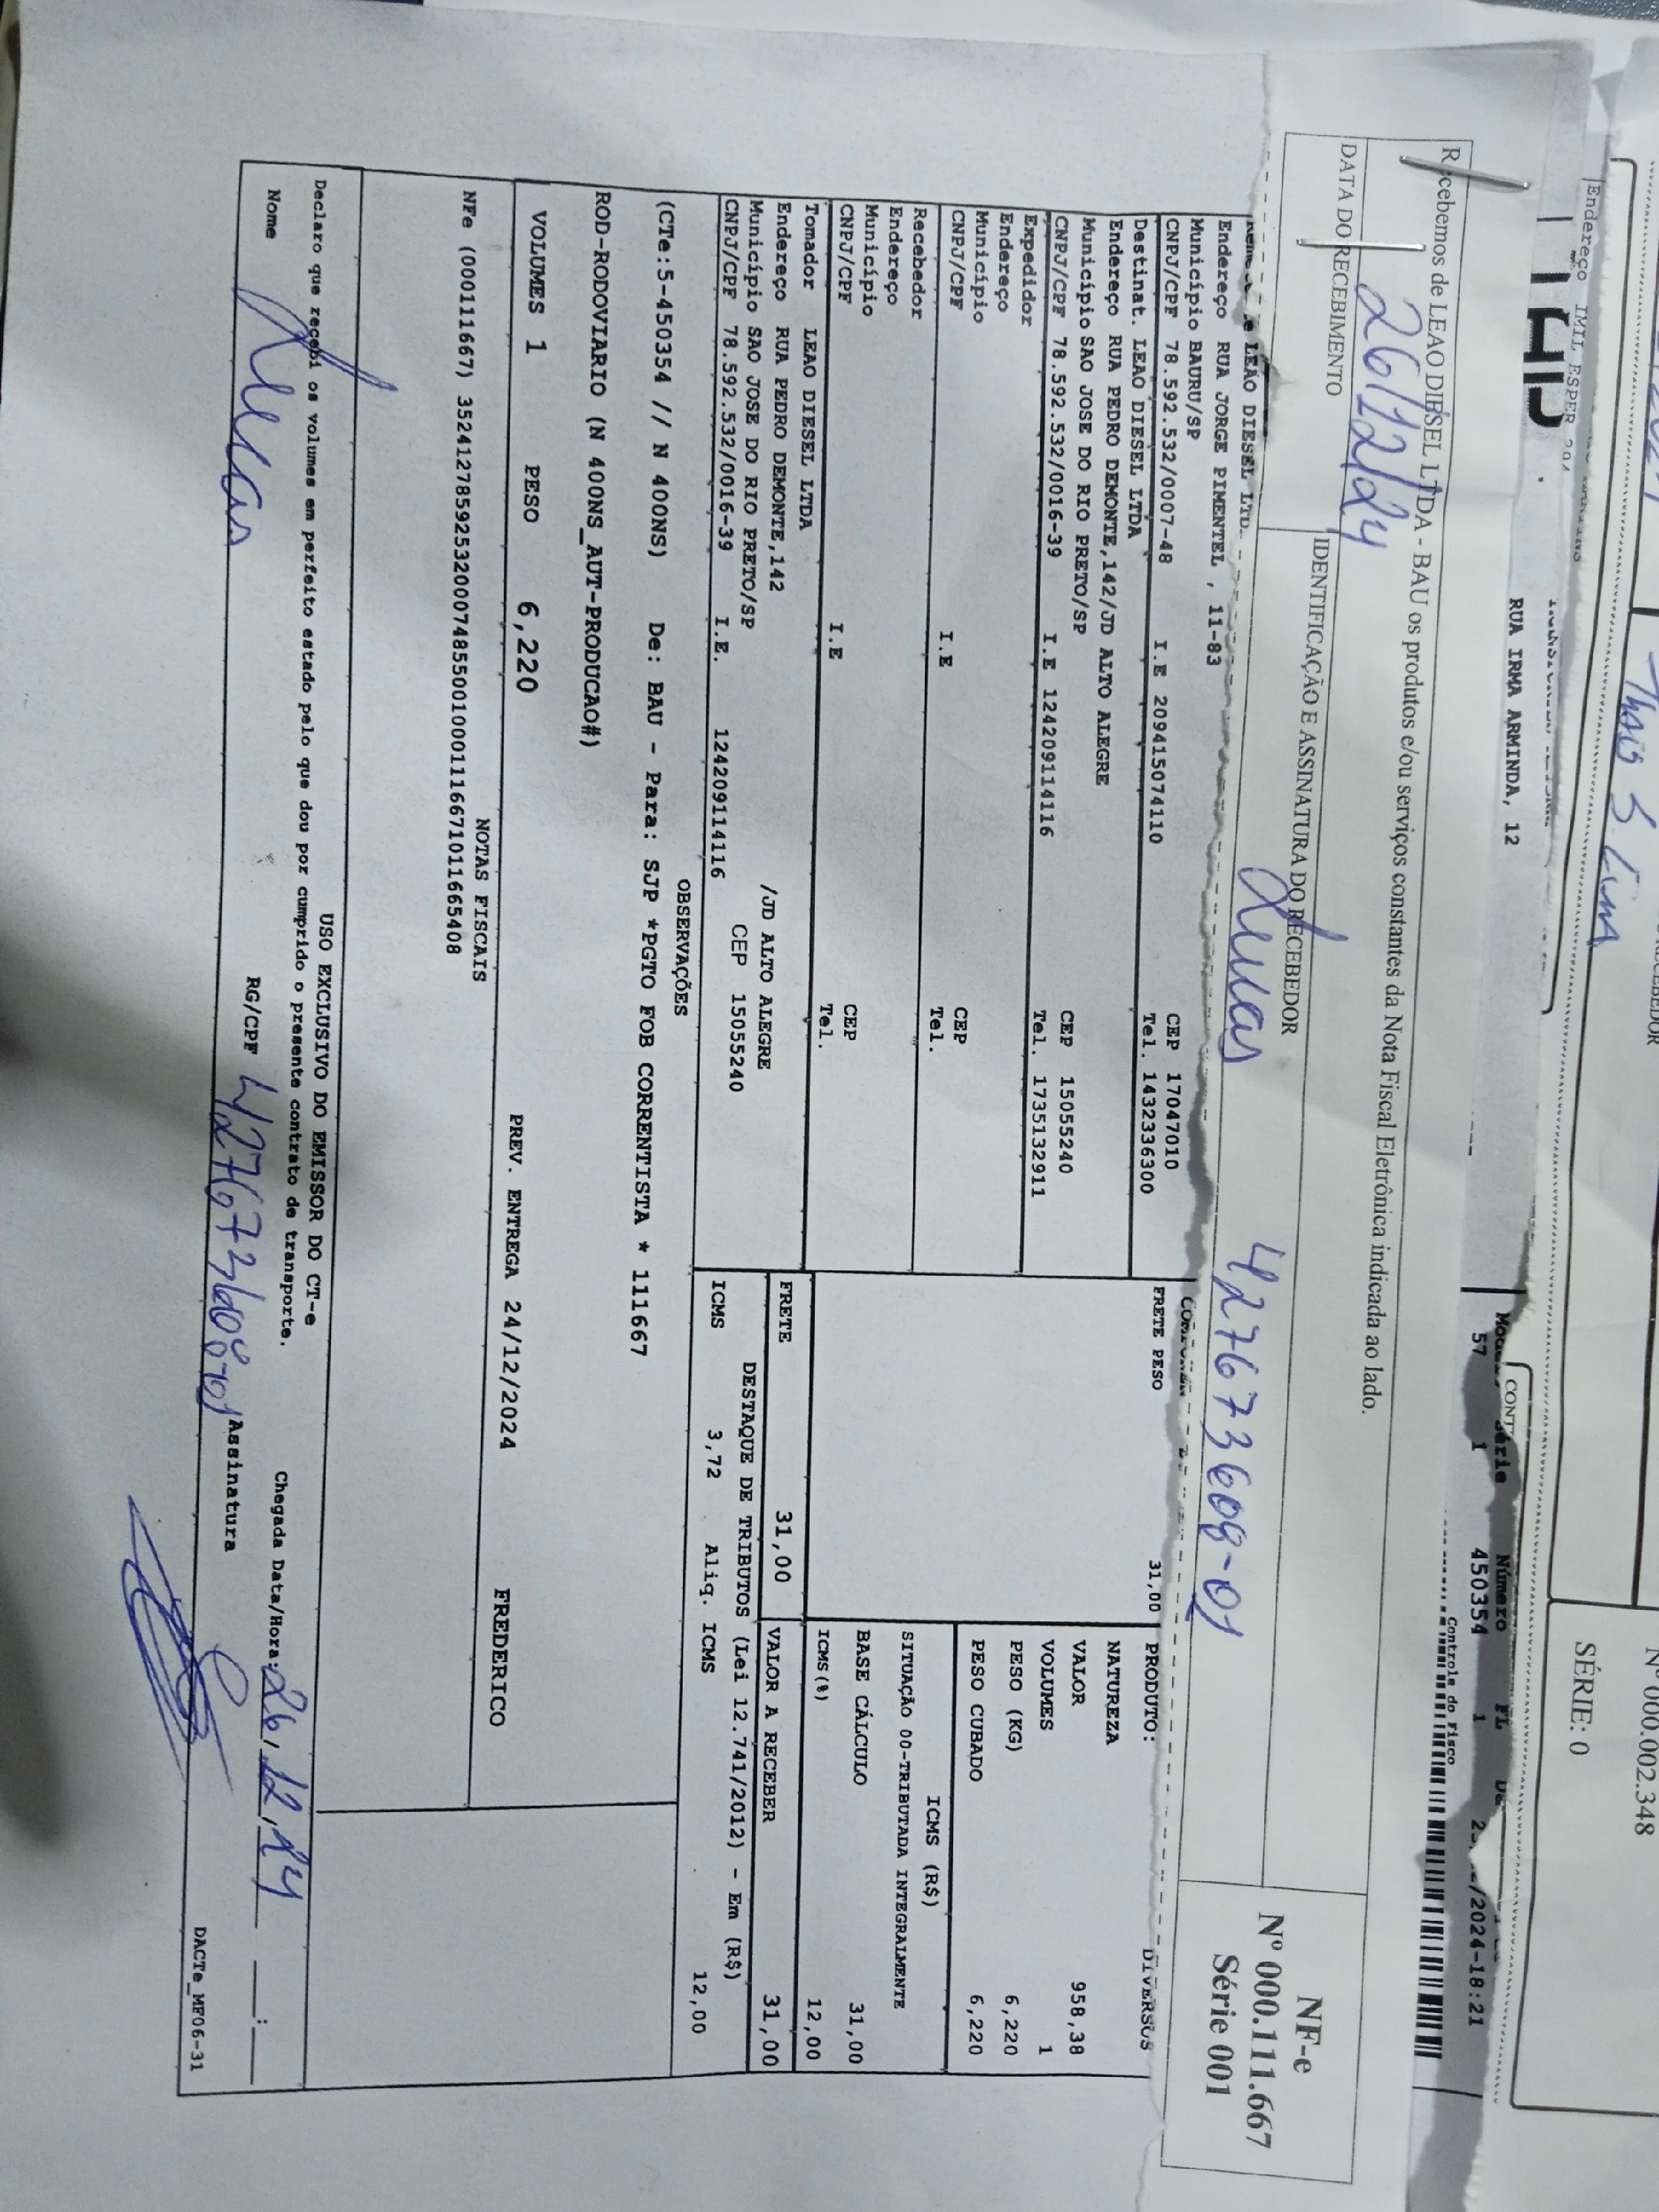 Nº 000.002.348
SÉRIE: 0
Thais S. Lima
Endereço
RUA IRMA ARMINDA, 12
Número FL
57 1 450354 1 /2024-18:21
Controle do Fisco
Recebemos de LEAO DIESEL LTDA - BAU os produtos e/ou serviços constantes da Nota Fiscal Eletrônica indicada ao lado.
26/12/24
DATA DO RECEBIMENTO
IDENTIFICAÇÃO E ASSINATURA DO RECEBEDOR
Lucas 427673608-01
NF-e
Nº 000.111.667
Série 001
LEÃO DIESEL LTD
Endereço RUA JORGE PIMENTEL , 11-83
Município BAURU/SP CEP 17047010
CNPJ/CPF 78.592.532/0007-48 I.E 209415074110 Tel. 1432336300
Destinat. LEAO DIESEL LTDA
Endereço RUA PEDRO DEMONTE,142/JD ALTO ALEGRE
Município SAO JOSE DO RIO PRETO/SP CEP 15055240
CNPJ/CPF 78.592.532/0016-39 I.E 124209114116 Tel. 1735132911
Expedidor
Endereço
Município CEP
CNPJ/CPF I.E Tel.
Recebedor
Endereço
Município CEP
CNPJ/CPF I.E Tel.
Tomador LEAO DIESEL LTDA
Endereço RUA PEDRO DEMONTE,142 /JD ALTO ALEGRE
Município SAO JOSE DO RIO PRETO/SP CEP 15055240
CNPJ/CPF 78.592.532/0016-39 I.E. 124209114116
FRETE PESO 31,00
FRETE 31,00
PRODUTO: DIVERSOS
NATUREZA
VALOR 958,38
VOLUMES 1
PESO (KG) 6,220
PESO CUBADO 6,220
ICMS (R$)
SITUAÇÃO 00-TRIBUTADA INTEGRALMENTE
BASE CÁLCULO 31,00
ICMS(%) 12,00
VALOR A RECEBER 31,00
DESTAQUE DE TRIBUTOS (Lei 12.741/2012) - Em (R$)
ICMS 3,72 Aliq. ICMS 12,00
OBSERVAÇÕES
(CTe:5-450354 // N 400NS) De: BAU - Para: SJP *PGTO FOB CORRENTISTA * 111667
ROD-RODOVIARIO (N 400NS_AUT-PRODUCAO#)
VOLUMES 1 PESO 6,220 PREV. ENTREGA 24/12/2024 FREDERICO
NOTAS FISCAIS
NFe (000111667) 35241278592532000748550010001116671011665408
USO EXCLUSIVO DO EMISSOR DO CT-e
Declaro que recebi os volumes em perfeito estado pelo que dou por cumprido o presente contrato de transporte.
Chegada Data/Hora: 26/12/24
Nome Lucas RG/CPF Assinatura
DACTe_MF06-31